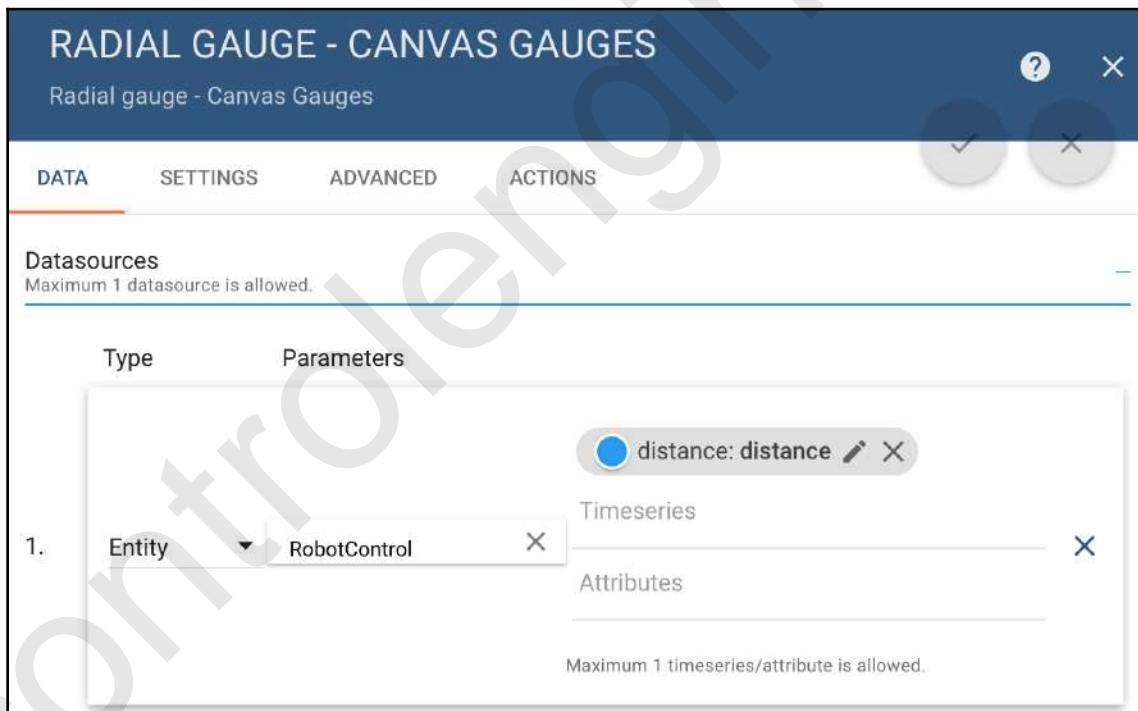 RADIAL GAUGE - CANVAS GAUGES
Radial gauge - Canvas Gauges
DATA SETTINGS ADVANCED ACTIONS
Datasources
Maximum 1 datasource is allowed.
Type Parameters
distance: distance
Timeseries
1. Entity RobotControl
Attributes
Maximum 1 timeseries/attribute is allowed.
ontrolengin